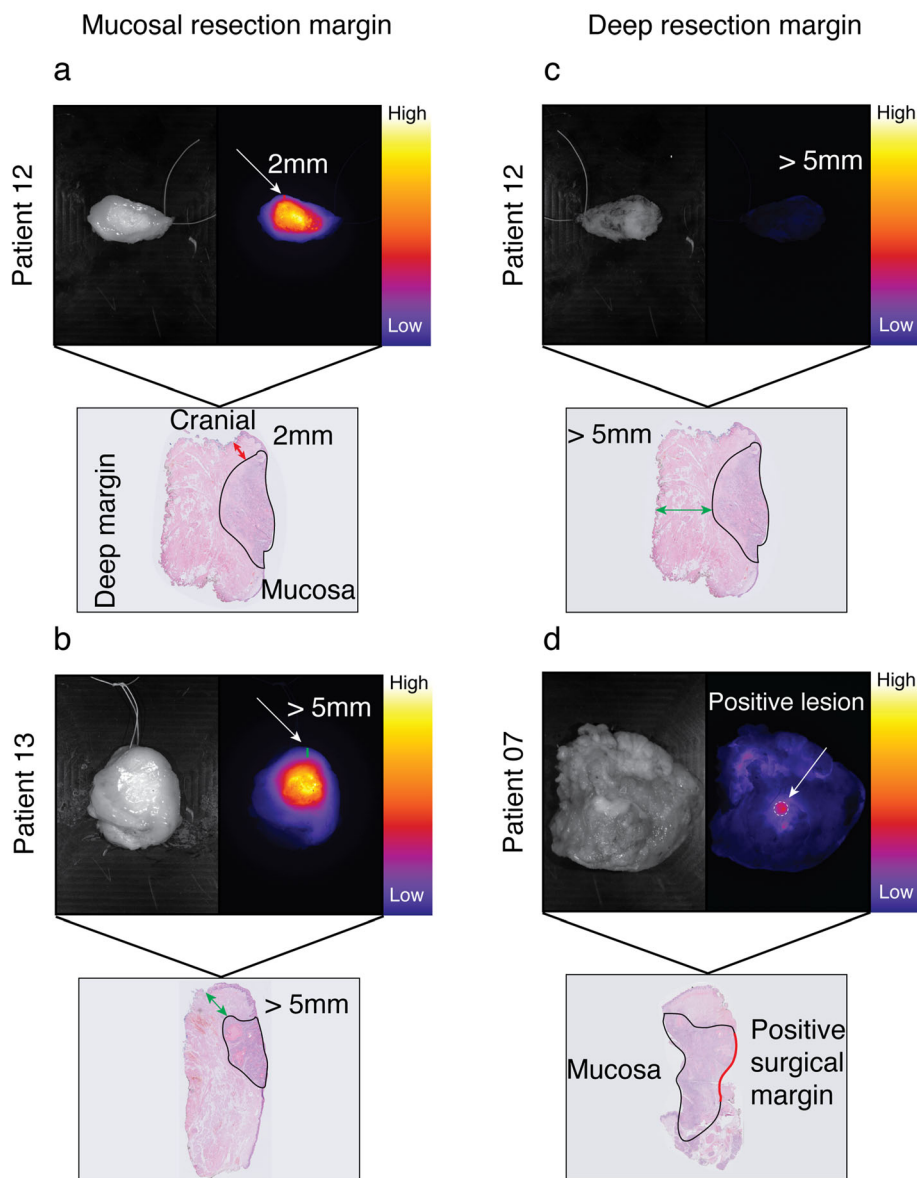 Mucosal resection margin
Deep resection margin
a
Patient 12
2mm
High
Low
Cranial
2mm
Deep margin
Mucosa
c
Patient 12
> 5mm
High
Low
> 5mm
b
Patient 13
> 5mm
High
Low
> 5mm
d
Patient 07
Positive lesion
High
Low
Mucosa
Positive
surgical
margin